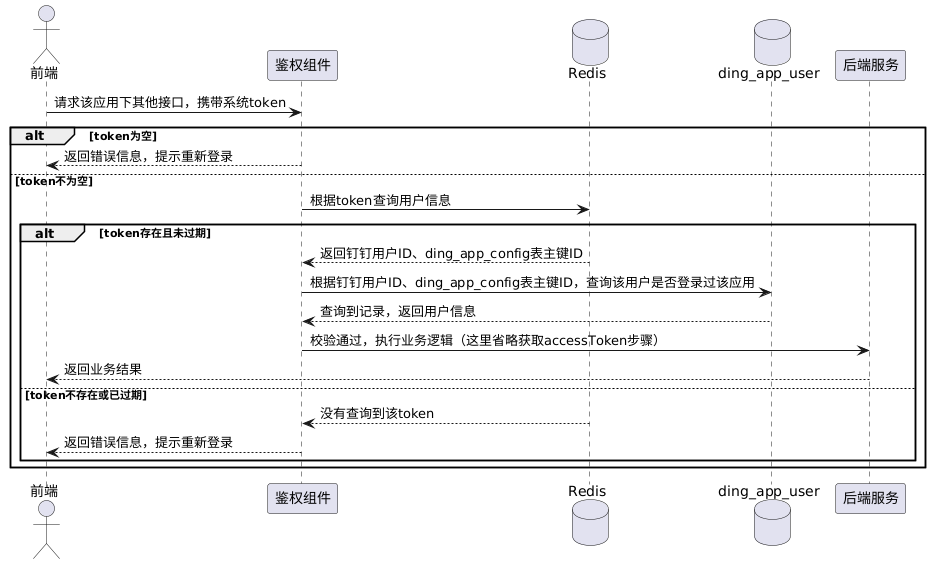 前端
鉴权组件
Redis
ding_app_user
后端服务
请求该应用下其他接口，携带系统token
alt
[token为空]
返回错误信息，提示重新登录
[token不为空]
根据token查询用户信息
alt
[token存在且未过期]
返回钉钉用户ID、ding_app_config表主键ID
根据钉钉用户ID、ding_app_config表主键ID，查询该用户是否登录过该应用
查询到记录，返回用户信息
校验通过，执行业务逻辑（这里省略获取accessToken步骤）
返回业务结果
[token不存在或已过期]
没有查询到该token
返回错误信息，提示重新登录
前端
鉴权组件
Redis
ding_app_user
后端服务